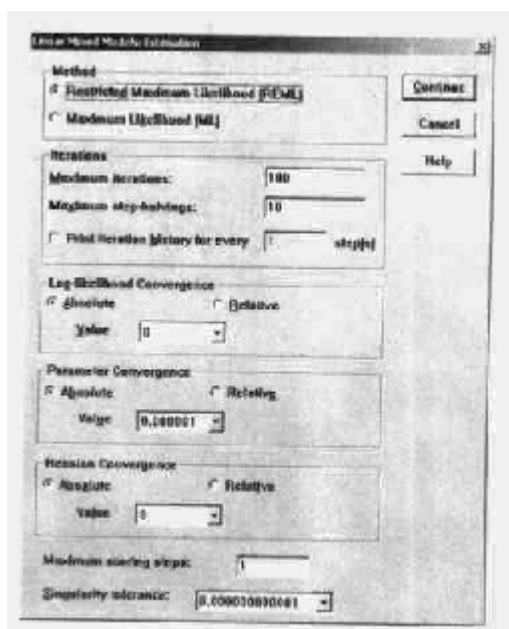 Linear Mixed Models: Estimation
Method
Restricted Maximum Likelihood (REML)
Maximum Likelihood (ML)
Continue
Cancel
Help
Iterations
Maximum iterations: 100
Maximum step-halvings: 10
Print iteration history for every 1 step(s)
Log-likelihood Convergence
Absolute Relative
Value 0
Parameter Convergence
Absolute Relative
Value 0.000001
Hessian Convergence
Absolute Relative
Value 0
Maximum scoring steps: 1
Singularity tolerance: 0.000000000001